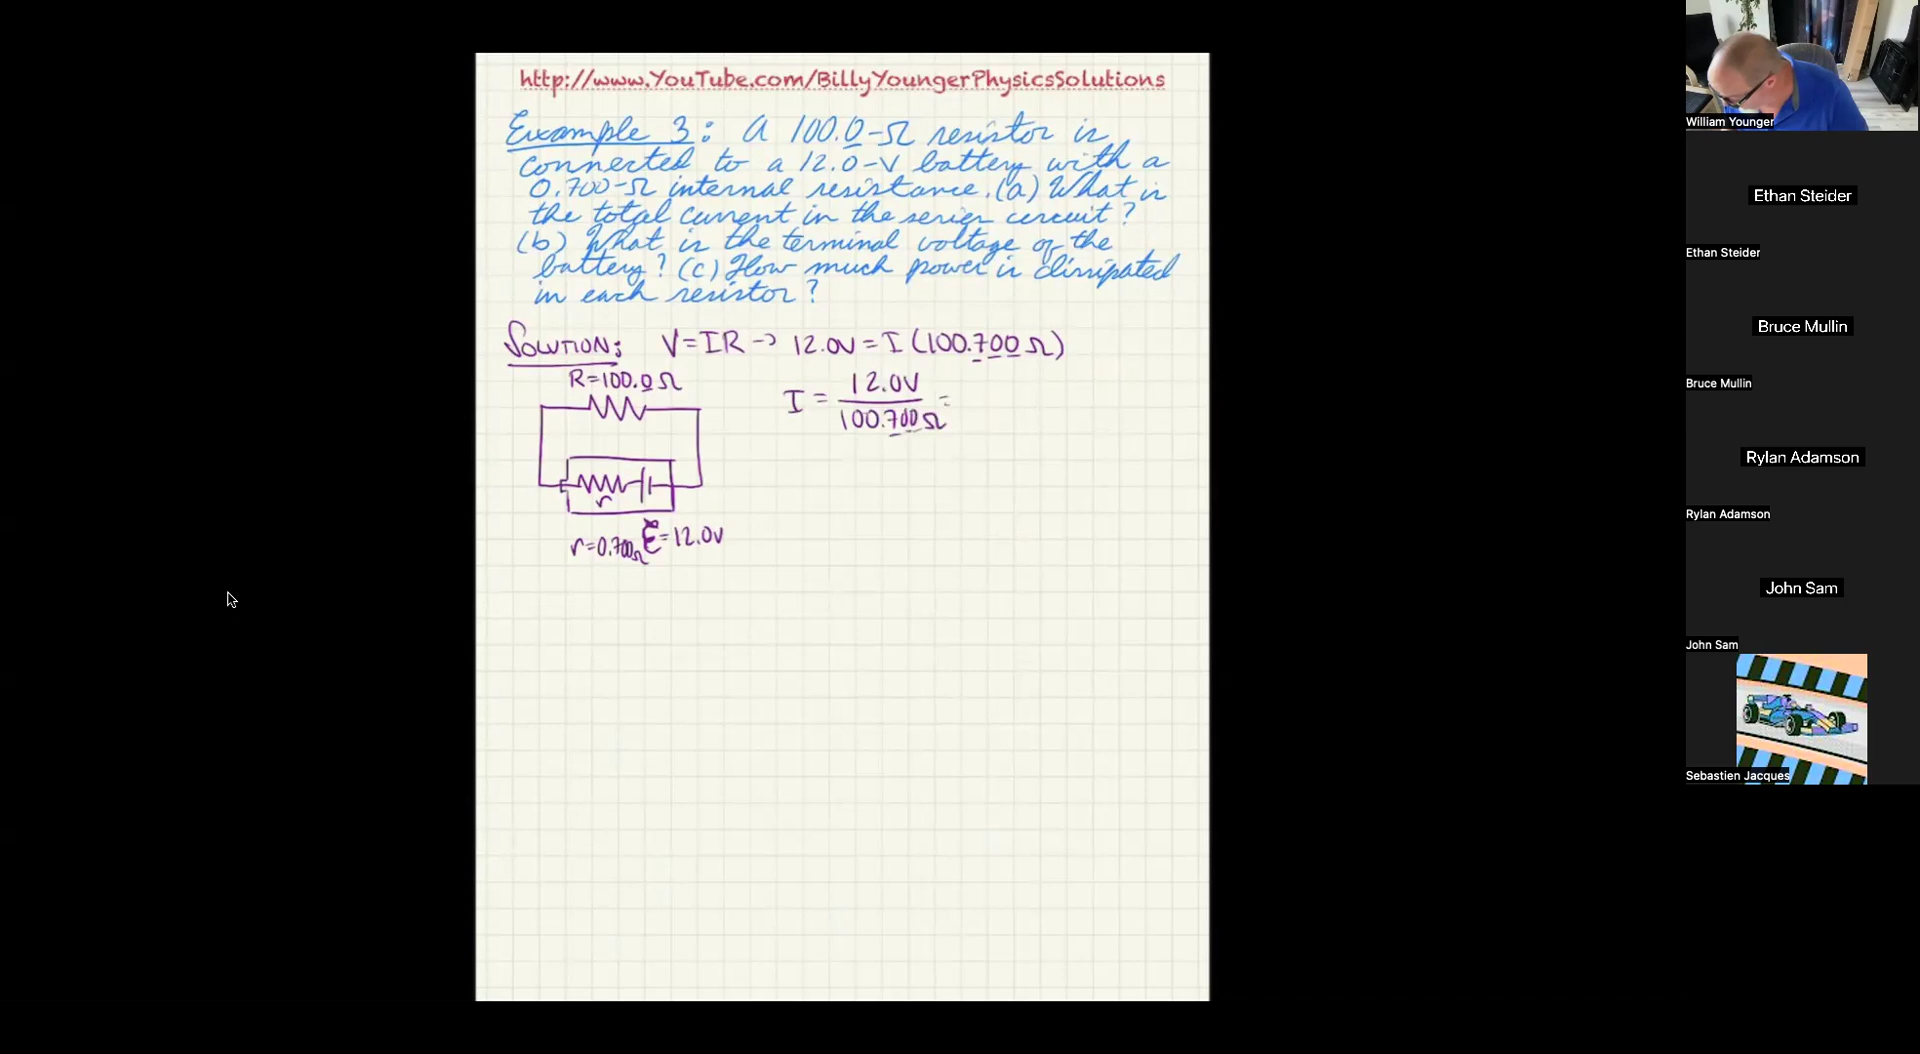 http://www.YouTube.com/BillyYoungerPhysicsSolutions
Example 3: A 100.0-Ω resistor is
connected to a 12.0-V battery with a
0.700-Ω internal resistance. (a) What is
the total current in the series circuit?
(b) What is the terminal voltage of the
battery? (c) How much power is dissipated
in each resistor?
SOLUTION: V=IR → 12.0V = I (100.700 Ω)
R=100.0 Ω
I = 12.0V
100.700 Ω =
r
r=0.700Ω ℰ=12.0V
William Younger
Ethan Steider
Ethan Steider
Bruce Mullin
Bruce Mullin
Rylan Adamson
Rylan Adamson
John Sam
John Sam
Sebastien Jacques